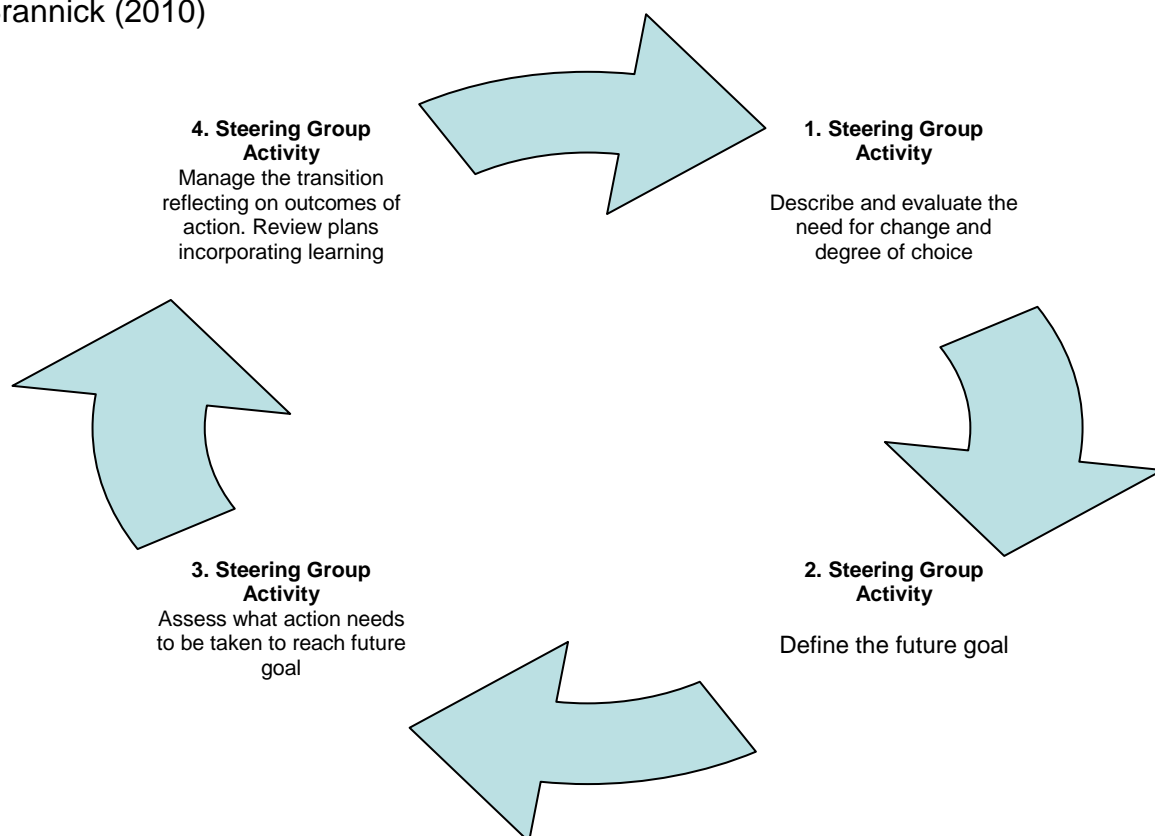 rannick (2010)
4. Steering Group
Activity
Manage the transition
reflecting on outcomes of
action. Review plans
incorporating learning
1. Steering Group
Activity
Describe and evaluate the
need for change and
degree of choice
3. Steering Group
Activity
Assess what action needs
to be taken to reach future
goal
2. Steering Group
Activity
Define the future goal